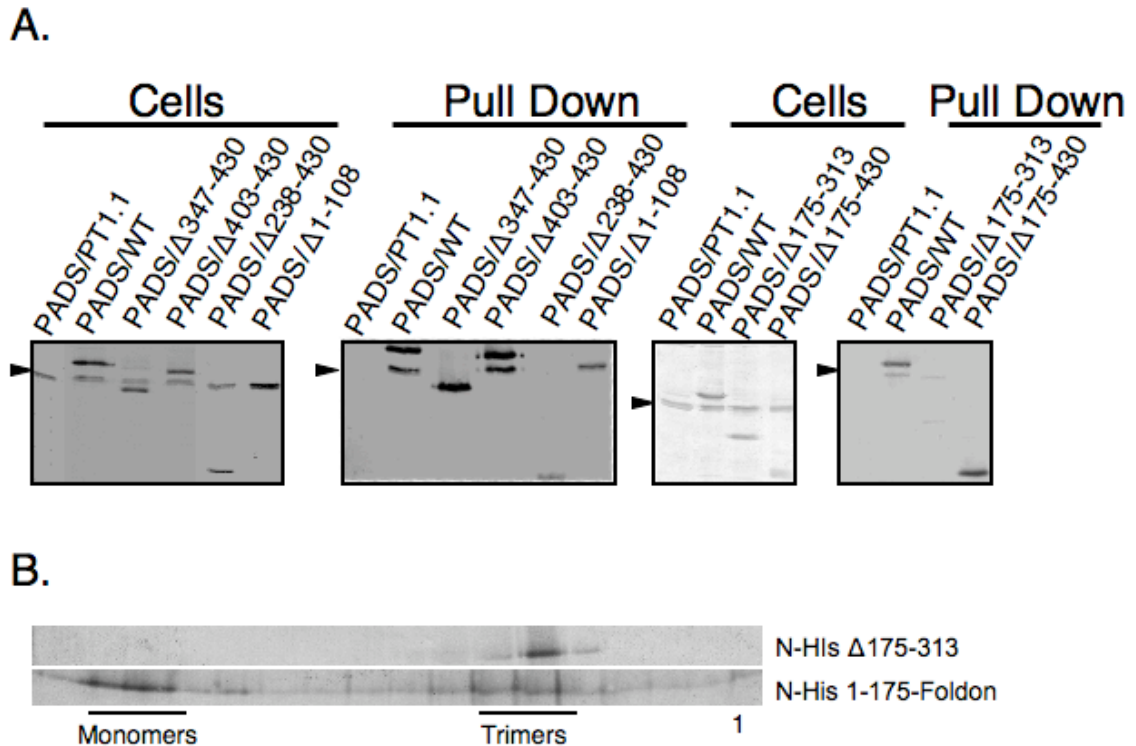 A.
Cells
Pull Down
Cells
Pull Down
PADS/PT1.1
PADS/WT
PADS/Δ347-430
PADS/Δ403-430
PADS/Δ238-430
PADS/Δ1-108
PADS/PT1.1
PADS/WT
PADS/Δ347-430
PADS/Δ403-430
PADS/Δ238-430
PADS/Δ1-108
PADS/PT1.1
PADS/WT
PADS/Δ175-313
PADS/Δ175-430
PADS/PT1.1
PADS/WT
PADS/Δ175-313
PADS/Δ175-430
B.
N-HIs Δ175-313
N-His 1-175-Foldon
Monomers
Trimers
1